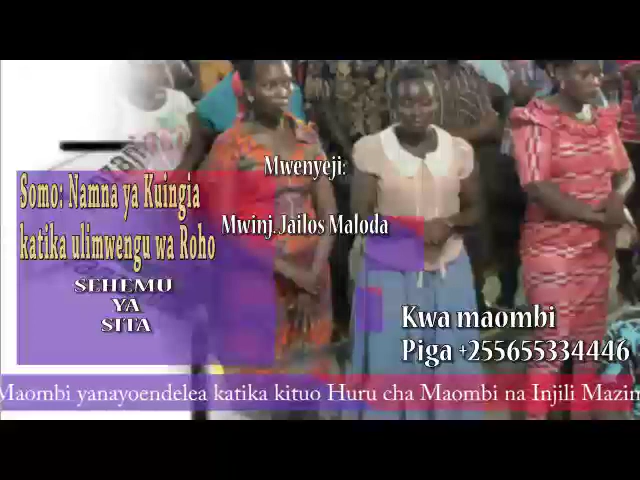 Mwenyeji:
Somo: Namna ya Kuingia
katika ulimwengu wa Roho
Mwinj. Jailos Maloda
SEHEMU
YA
SITA
Kwa maombi
Piga +255655334446
Maombi yanayoendelea katika kituo Huru cha Maombi na Injili Mazin